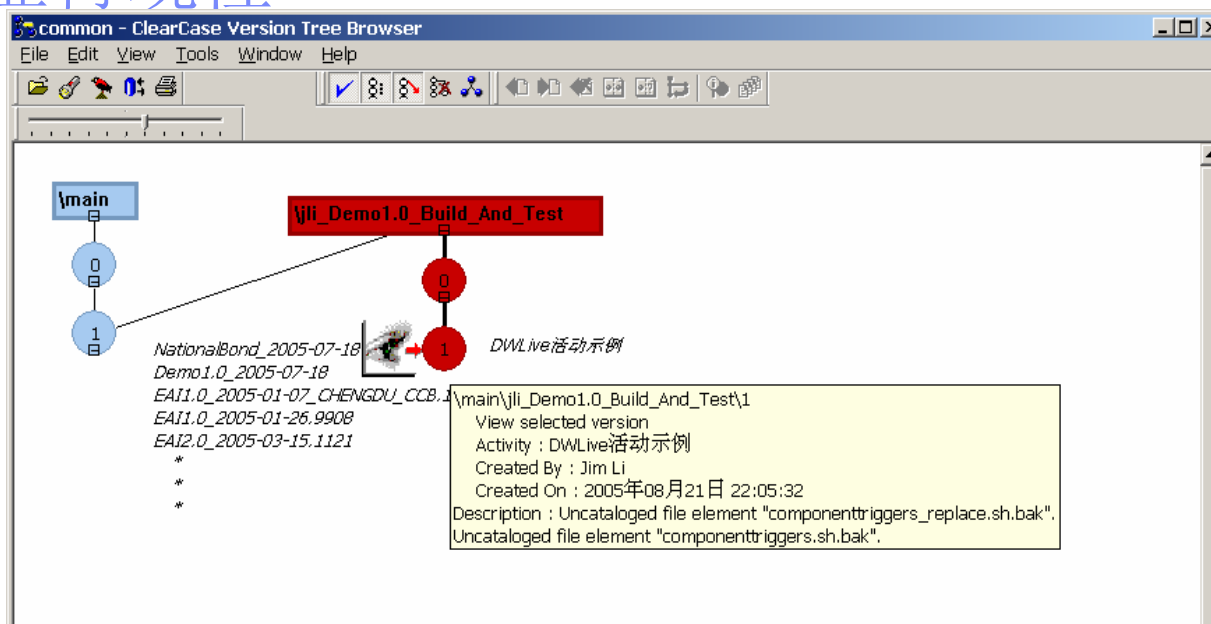 common - ClearCase Version Tree Browser
File Edit View Tools Window Help
\main
\jli_Demo1.0_Build_And_Test
0
0
1
1
DWLive活动示例
NationalBond_2005-07-18
Demo1.0_2005-07-18
EAI1.0_2005-01-07_CHENGDU_CCB.1
EAI1.0_2005-01-26.9908
EAI2.0_2005-03-15.1121
*
*
*
\main\jli_Demo1.0_Build_And_Test\1
View selected version
Activity : DWLive活动示例
Created By : Jim Li
Created On : 2005年08月21日 22:05:32
Description : Uncataloged file element "componenttriggers_replace.sh.bak".
Uncataloged file element "componenttriggers.sh.bak".